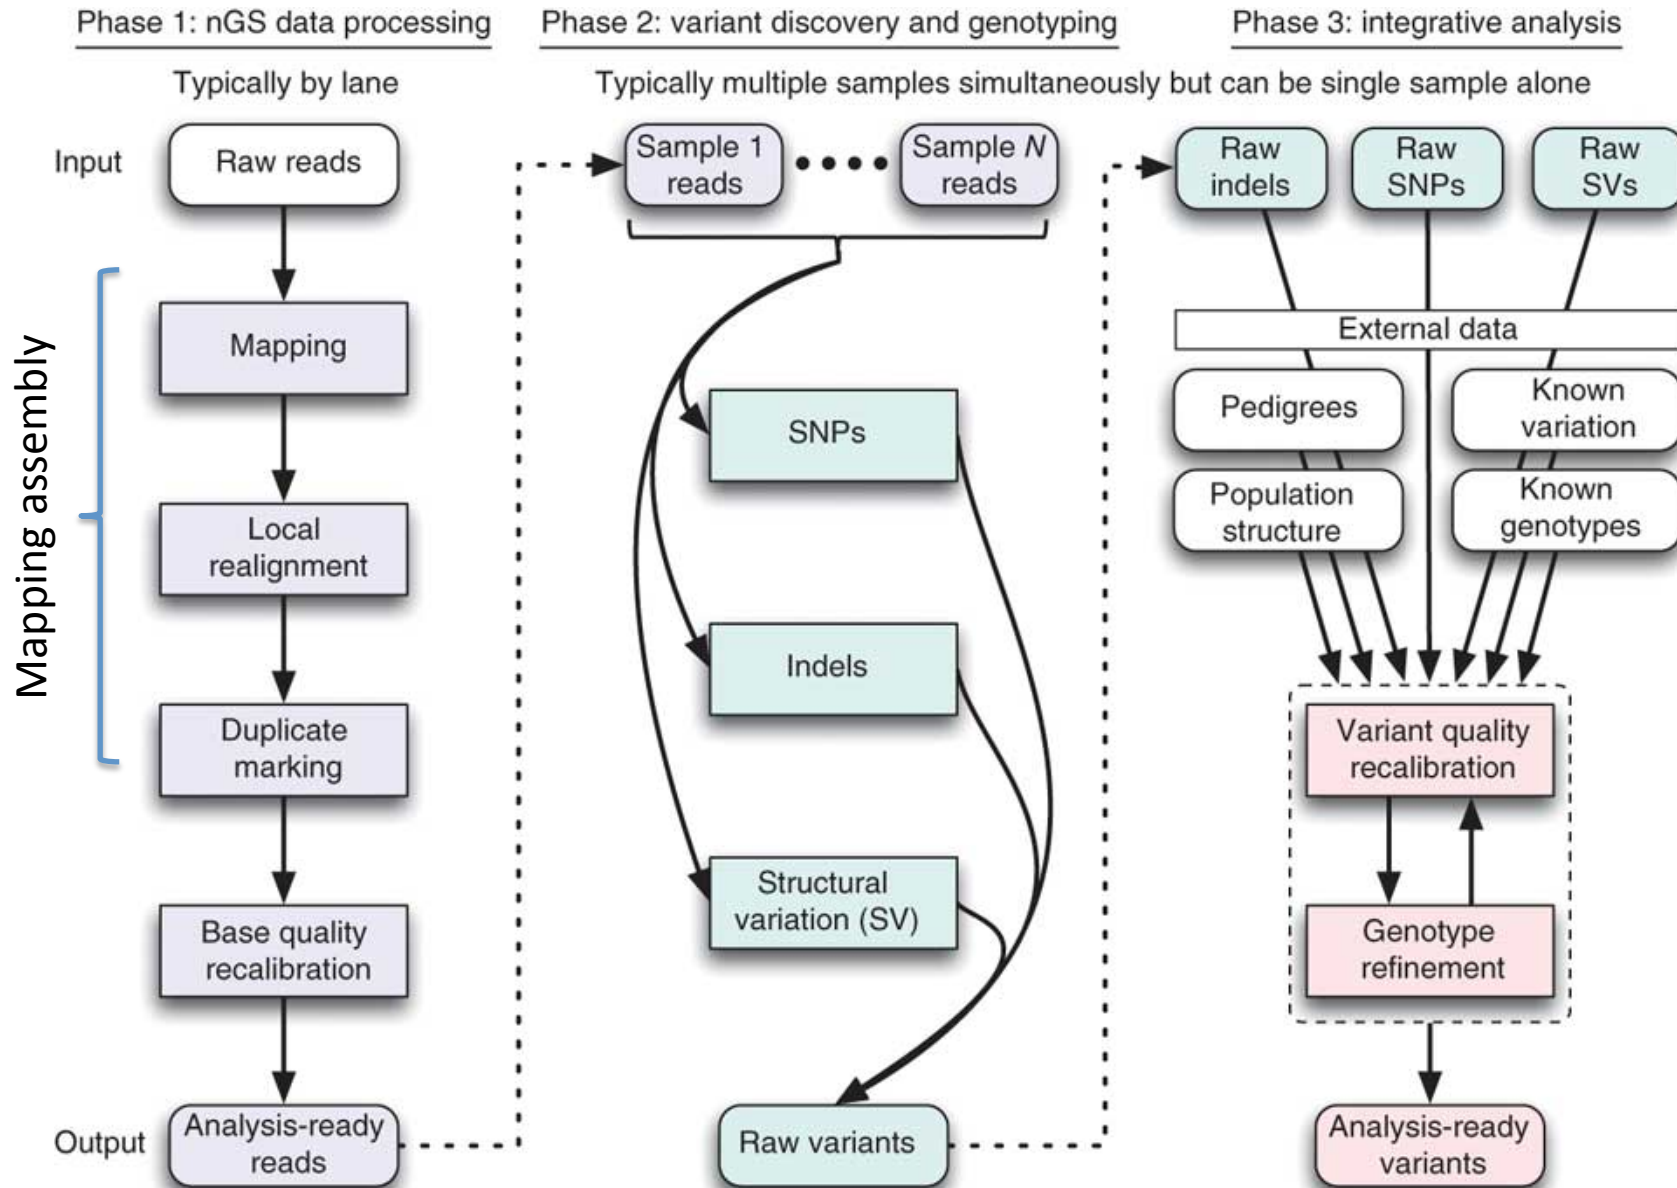 Phase 1: nGS data processing
Typically by lane
Input
Raw reads
Mapping assembly
Mapping
Local
realignment
Duplicate
marking
Base quality
recalibration
Output
Analysis-ready
reads
Phase 2: variant discovery and genotyping
Phase 3: integrative analysis
Typically multiple samples simultaneously but can be single sample alone
Sample 1
reads
Sample N
reads
SNPs
Indels
Structural
variation (SV)
Raw variants
Raw
indels
Raw
SNPs
Raw
SVs
External data
Pedigrees
Known
variation
Population
structure
Known
genotypes
Variant quality
recalibration
Genotype
refinement
Analysis-ready
variants